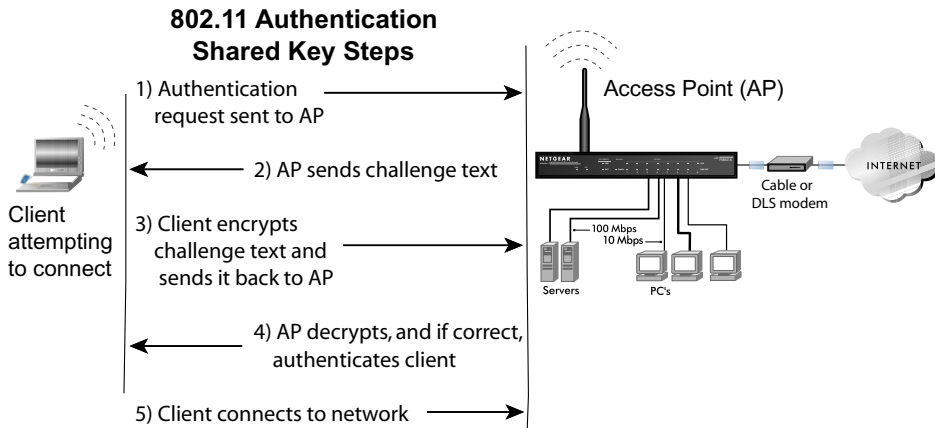 802.11 Authentication
Shared Key Steps
1) Authentication
request sent to AP
Access Point (AP)
2) AP sends challenge text
NETGEAR
INTERNET
Cable or
DLS modem
Client
attempting
to connect
3) Client encrypts
challenge text and
sends it back to AP
100 Mbps
10 Mbps
Servers
PC's
4) AP decrypts, and if correct,
authenticates client
5) Client connects to network